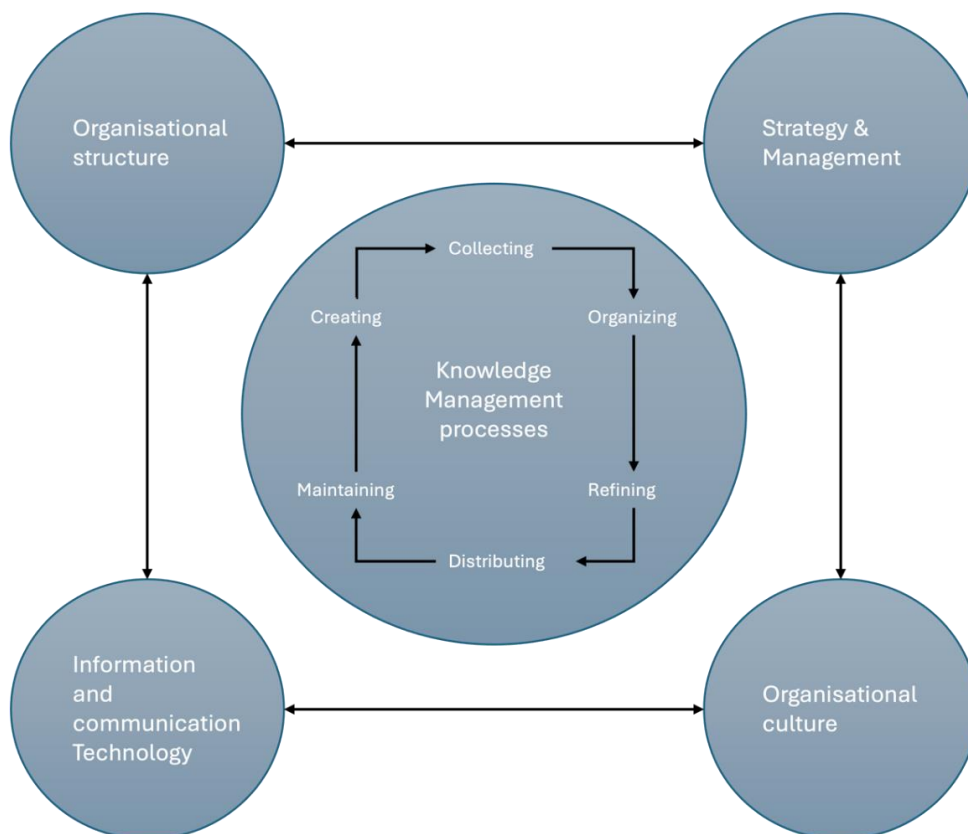 Organisational
structure
Strategy &
Management
Collecting
Creating
Organizing
Knowledge
Management
processes
Maintaining
Refining
Distributing
Information
and
communication
Technology
Organisational
culture